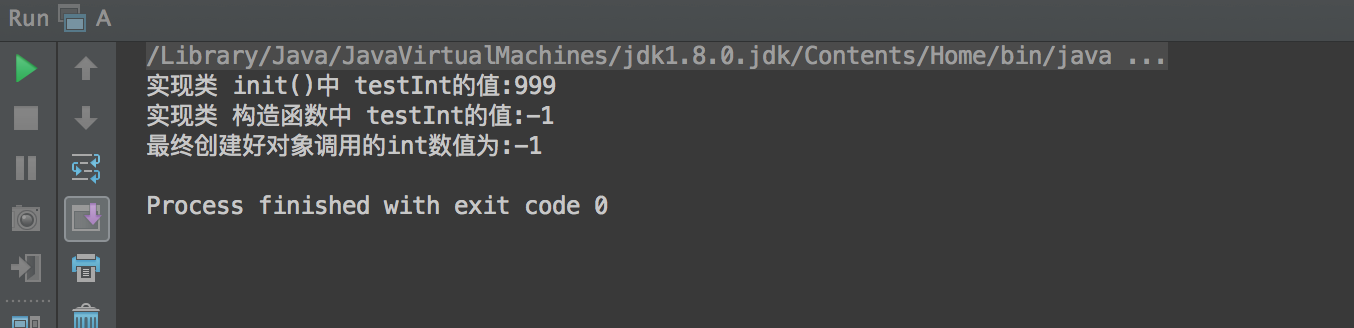 Run A
/Library/Java/JavaVirtualMachines/jdk1.8.0.jdk/Contents/Home/bin/java ...
实现类 init()中 testInt的值:999
实现类 构造函数中 testInt的值:-1
最终创建好对象调用的int数值为:-1
Process finished with exit code 0